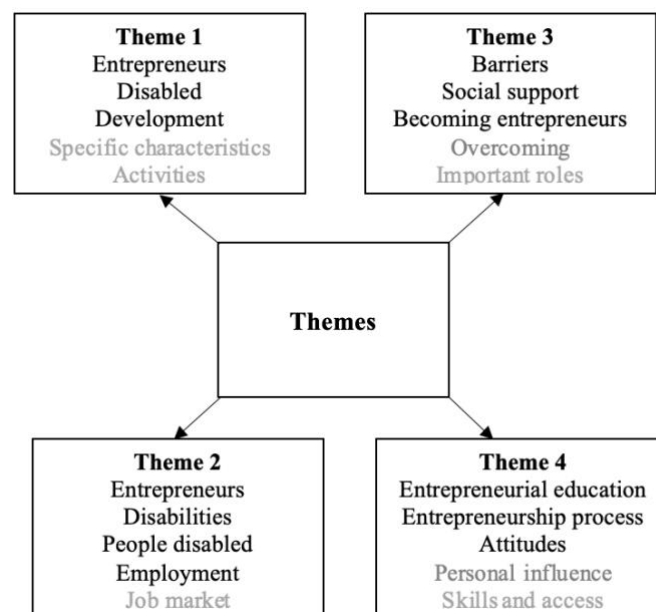 Theme 1
Entrepreneurs
Disabled
Development
Specific characteristics
Activities
Theme 3
Barriers
Social support
Becoming entrepreneurs
Overcoming
Important roles
Themes
Theme 2
Entrepreneurs
Disabilities
People disabled
Employment
Job market
Theme 4
Entrepreneurial education
Entrepreneurship process
Attitudes
Personal influence
Skills and access